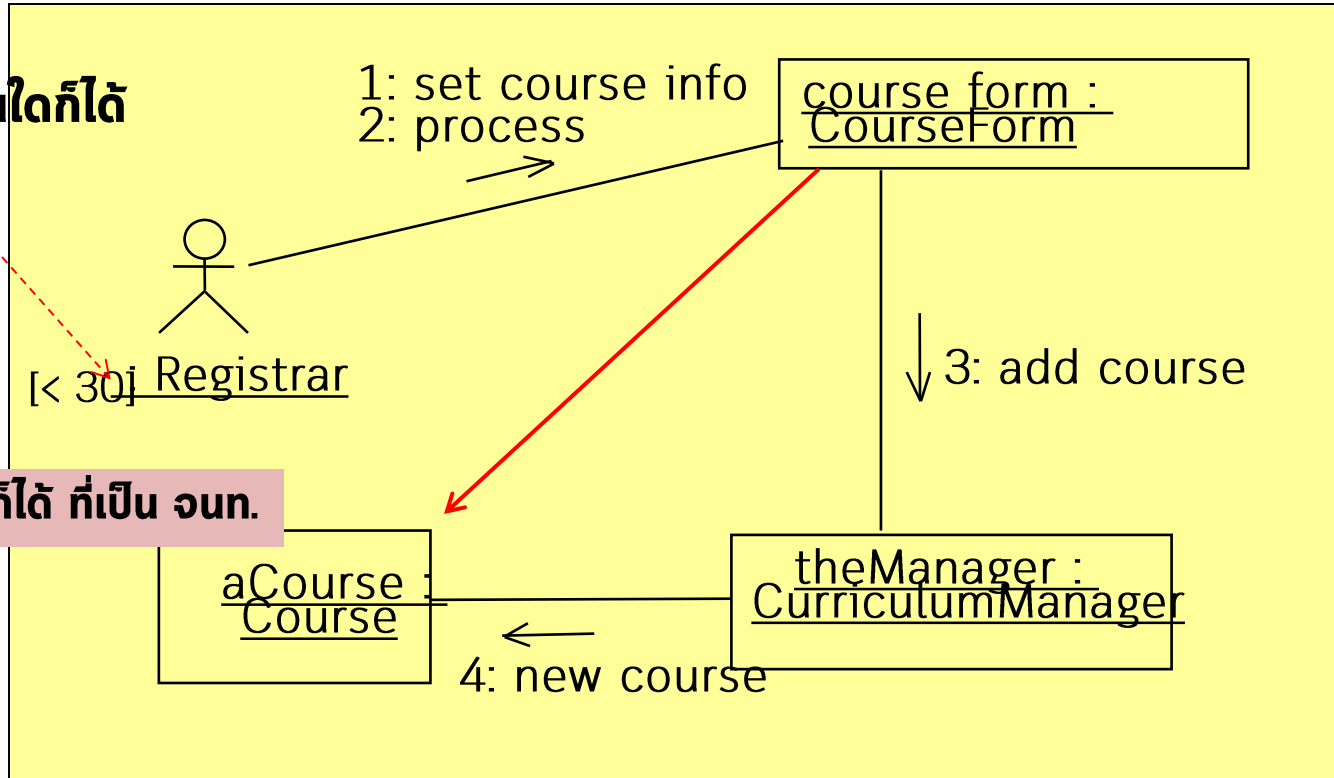 1: set course info
2: process
course form :
CourseForm
ใดก็ได้
[< 30]
: Registrar
3: add course
ก็ได้ ที่เป็น จนท.
aCourse :
Course
theManager :
CurriculumManager
4: new course